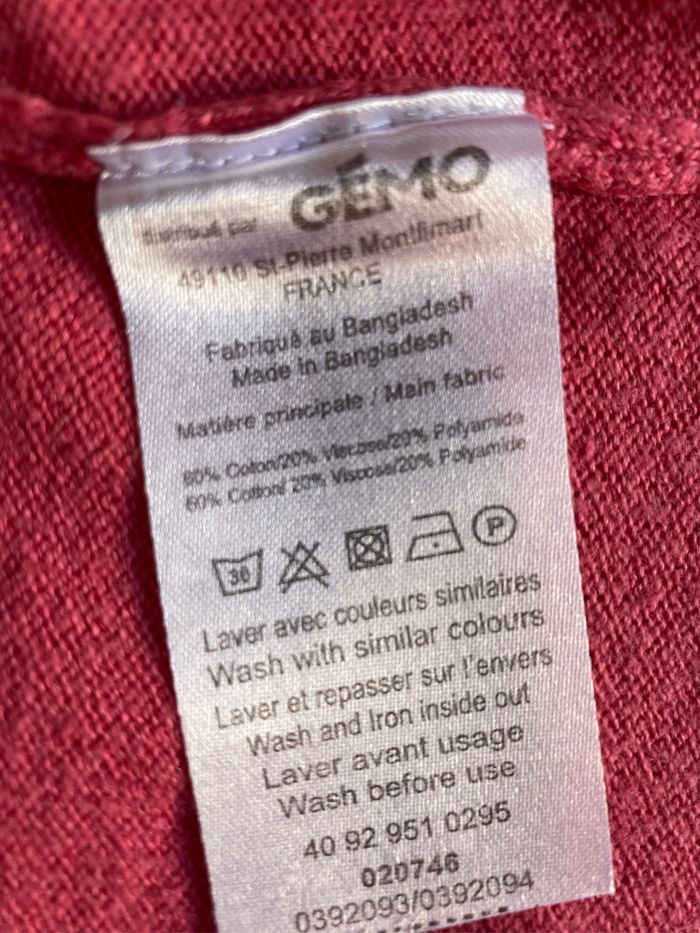 GÉMO
distribué par
49110 St-Pierre Montlimart
FRANCE
Fabriqué au Bangladesh
Made in Bangladesh
Matière principale / Main fabric
60% Coton/20% Viscose/20% Polyamide
60% Cotton/ 20% Viscose/20% Polyamide
30 P
Laver avec couleurs similaires
Wash with similar colours
Laver et repasser sur l'envers
Wash and Iron inside out
Laver avant usage
Wash before use
40 92 951 0295
020746
0392093/0392094